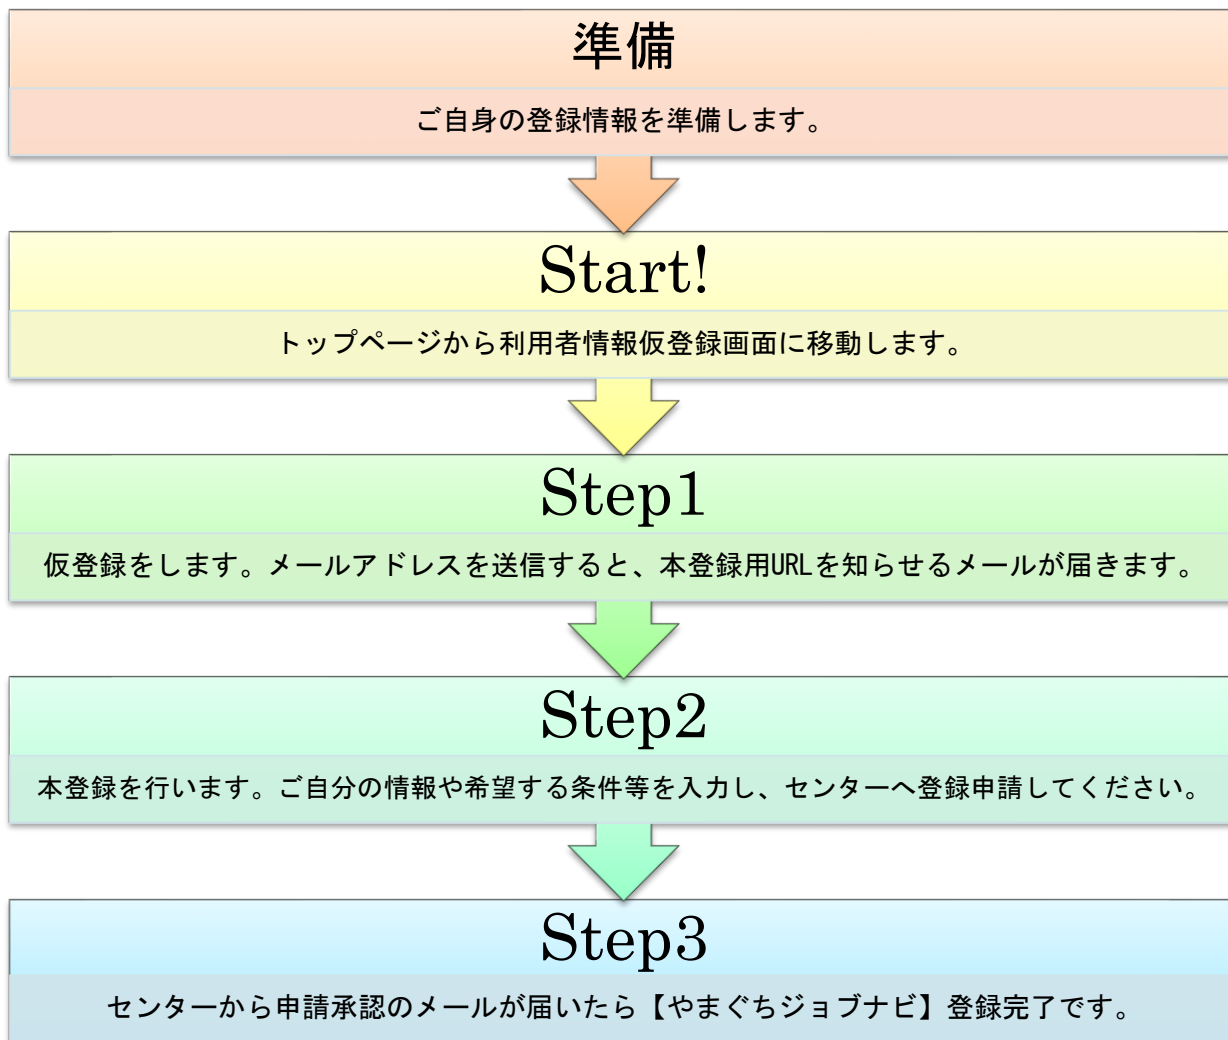 準備
ご自身の登録情報を準備します。
Start!
トップページから利用者情報仮登録画面に移動します。
Step1
仮登録をします。メールアドレスを送信すると、本登録用URLを知らせるメールが届きます。
Step2
本登録を行います。ご自分の情報や希望する条件等を入力し、センターへ登録申請してください。
Step3
センターから申請承認のメールが届いたら【やまぐちジョブナビ】登録完了です。